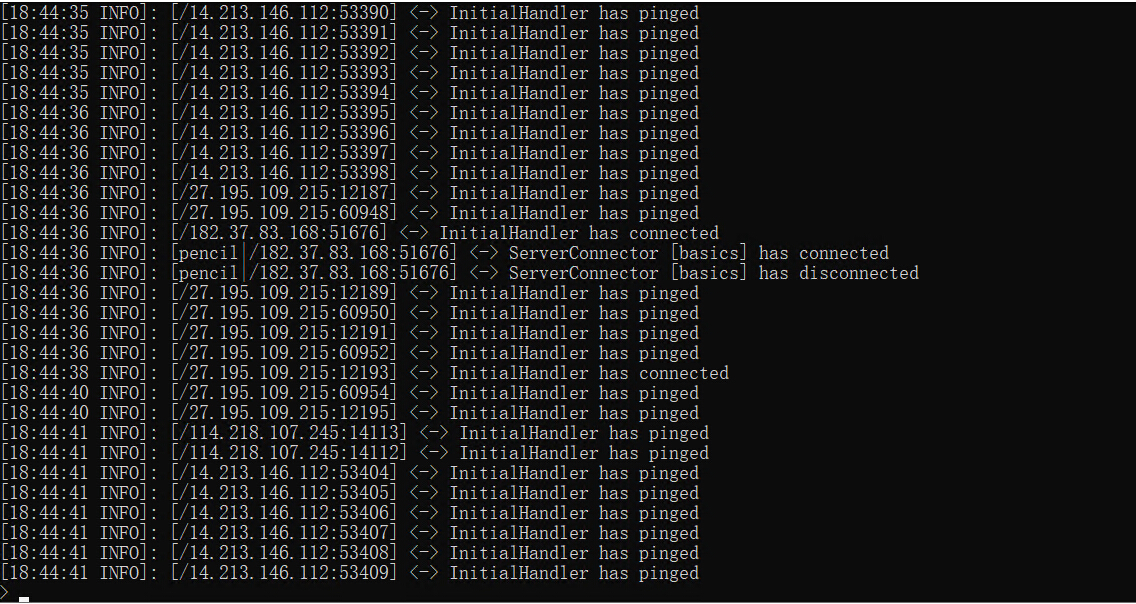 [18:44:35 INFO]: [/14.213.146.112:53390] <-> InitialHandler has pinged
[18:44:35 INFO]: [/14.213.146.112:53391] <-> InitialHandler has pinged
[18:44:35 INFO]: [/14.213.146.112:53392] <-> InitialHandler has pinged
[18:44:35 INFO]: [/14.213.146.112:53393] <-> InitialHandler has pinged
[18:44:35 INFO]: [/14.213.146.112:53394] <-> InitialHandler has pinged
[18:44:36 INFO]: [/14.213.146.112:53395] <-> InitialHandler has pinged
[18:44:36 INFO]: [/14.213.146.112:53396] <-> InitialHandler has pinged
[18:44:36 INFO]: [/14.213.146.112:53397] <-> InitialHandler has pinged
[18:44:36 INFO]: [/14.213.146.112:53398] <-> InitialHandler has pinged
[18:44:36 INFO]: [/27.195.109.215:12187] <-> InitialHandler has pinged
[18:44:36 INFO]: [/27.195.109.215:60948] <-> InitialHandler has pinged
[18:44:36 INFO]: [/182.37.83.168:51676] <-> InitialHandler has connected
[18:44:36 INFO]: [pencil|/182.37.83.168:51676] <-> ServerConnector [basics] has connected
[18:44:36 INFO]: [pencil|/182.37.83.168:51676] <-> ServerConnector [basics] has disconnected
[18:44:36 INFO]: [/27.195.109.215:12189] <-> InitialHandler has pinged
[18:44:36 INFO]: [/27.195.109.215:60950] <-> InitialHandler has pinged
[18:44:36 INFO]: [/27.195.109.215:12191] <-> InitialHandler has pinged
[18:44:36 INFO]: [/27.195.109.215:60952] <-> InitialHandler has pinged
[18:44:38 INFO]: [/27.195.109.215:12193] <-> InitialHandler has connected
[18:44:40 INFO]: [/27.195.109.215:60954] <-> InitialHandler has pinged
[18:44:40 INFO]: [/27.195.109.215:12195] <-> InitialHandler has pinged
[18:44:41 INFO]: [/114.218.107.245:14113] <-> InitialHandler has pinged
[18:44:41 INFO]: [/114.218.107.245:14112] <-> InitialHandler has pinged
[18:44:41 INFO]: [/14.213.146.112:53404] <-> InitialHandler has pinged
[18:44:41 INFO]: [/14.213.146.112:53405] <-> InitialHandler has pinged
[18:44:41 INFO]: [/14.213.146.112:53406] <-> InitialHandler has pinged
[18:44:41 INFO]: [/14.213.146.112:53407] <-> InitialHandler has pinged
[18:44:41 INFO]: [/14.213.146.112:53408] <-> InitialHandler has pinged
[18:44:41 INFO]: [/14.213.146.112:53409] <-> InitialHandler has pinged
>